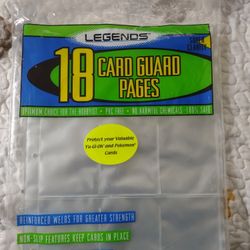 LEGENDS
18 CARD GUARD
PAGES
OPTIMUM CHOICE FOR THE HOBBYIST • PVC FREE • NO HARMFUL CHEMICALS 100% SAFE
Protect your Valuable
Yu-Gi-Oh! and Pokemon
Cards
REINFORCED WELDS FOR GREATER STRENGTH
NON-SLIP FEATURES KEEP CARDS IN PLACE